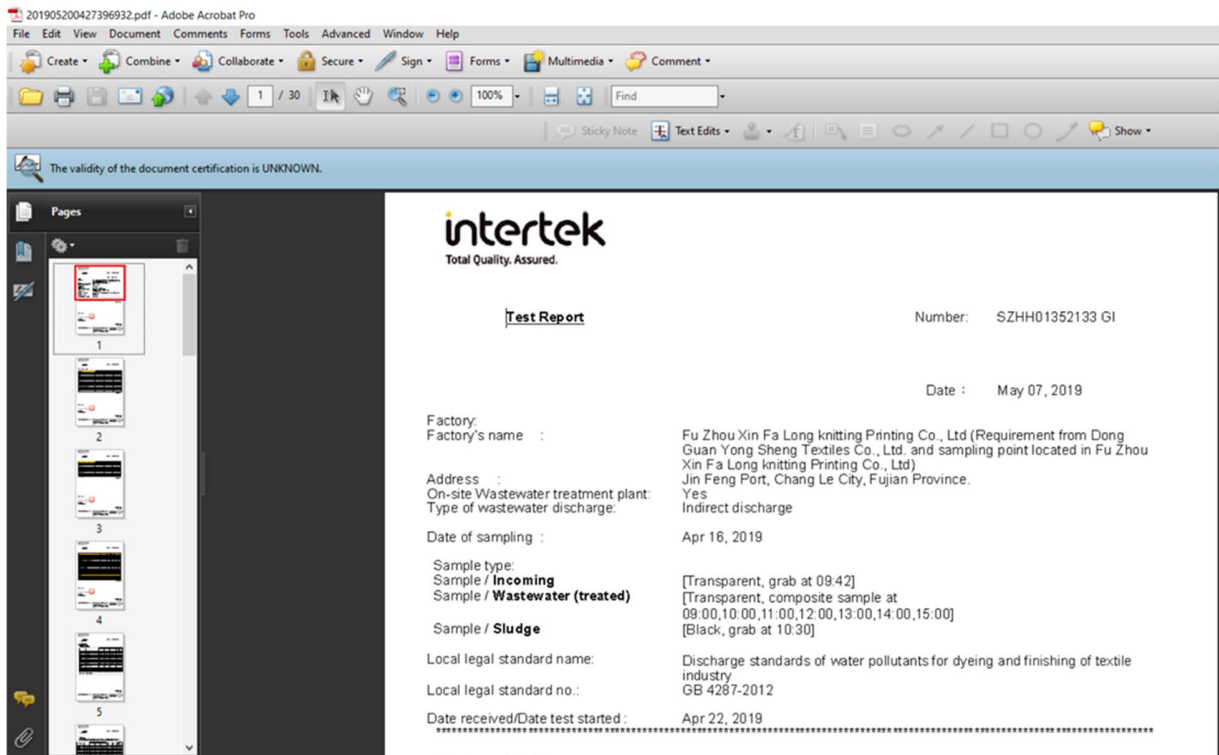 201905200427396932.pdf - Adobe Acrobat Pro
File Edit View Document Comments Forms Tools Advanced Window Help
Create Combine Collaborate Secure Sign Forms Multimedia Comment
1 / 30 100% Find
Sticky Note Text Edits Show
The validity of the document certification is UNKNOWN.
Pages
1
2
3
4
5
intertek
Total Quality. Assured.
Test Report Number: SZHH01352133 GI
Date : May 07, 2019
Factory:
Factory's name : Fu Zhou Xin Fa Long knitting Printing Co., Ltd (Requirement from Dong
Guan Yong Sheng Textiles Co., Ltd. and sampling point located in Fu Zhou
Xin Fa Long knitting Printing Co., Ltd)
Address : Jin Feng Port, Chang Le City, Fujian Province.
On-site Wastewater treatment plant: Yes
Type of wastewater discharge: Indirect discharge
Date of sampling : Apr 16, 2019
Sample type:
Sample / Incoming [Transparent, grab at 09:42]
Sample / Wastewater (treated) [Transparent, composite sample at
09:00,10:00,11:00,12:00,13:00,14:00,15:00]
Sample / Sludge [Black, grab at 10:30]
Local legal standard name: Discharge standards of water pollutants for dyeing and finishing of textile
industry
Local legal standard no.: GB 4287-2012
Date received/Date test started : Apr 22, 2019